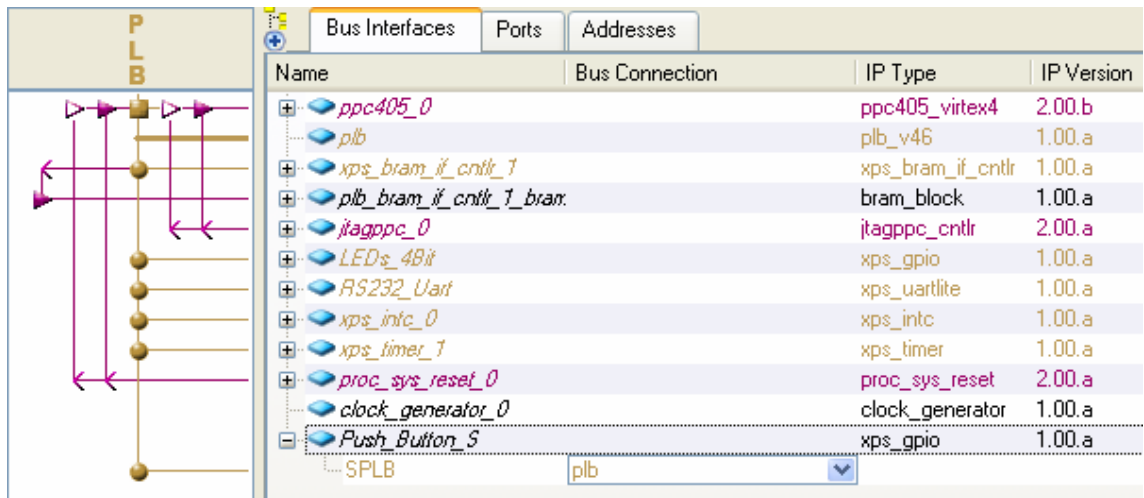 PLB
Bus Interfaces Ports Addresses
Name Bus Connection IP Type IP Version
ppc405_0 ppc405_virtex4 2.00.b
plb plb_v46 1.00.a
xps_bram_if_cntlr_1 xps_bram_if_cntlr 1.00.a
plb_bram_if_cntlr_1_bram bram_block 1.00.a
jtagppc_0 jtagppc_cntlr 2.00.a
LEDs_4Bit xps_gpio 1.00.a
RS232_Uart xps_uartlite 1.00.a
xps_intc_0 xps_intc 1.00.a
xps_timer_1 xps_timer 1.00.a
proc_sys_reset_0 proc_sys_reset 2.00.a
clock_generator_0 clock_generator 1.00.a
Push_Button_S xps_gpio 1.00.a
SPLB plb